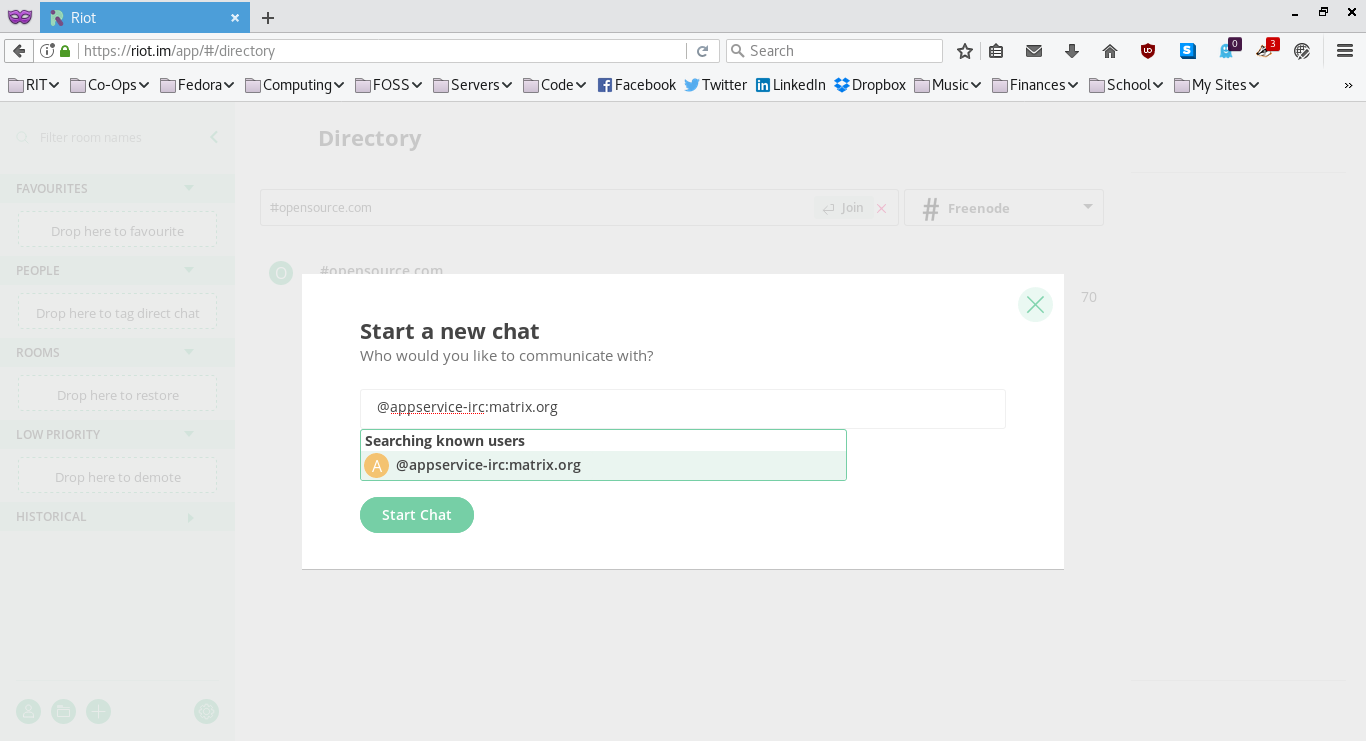 Riot
https://riot.im/app/#/directory
Search
0
3
RIT
Co-Ops
Fedora
Computing
FOSS
Servers
Code
Facebook
Twitter
LinkedIn
Dropbox
Music
Finances
School
My Sites
»
Filter room names
Directory
FAVOURITES
#opensource.com
Join
# Freenode
Drop here to favourite
PEOPLE
O
#opensource.com
70
Drop here to tag direct chat
ROOMS
Drop here to restore
LOW PRIORITY
Drop here to demote
HISTORICAL
Start a new chat
Who would you like to communicate with?
@appservice-irc:matrix.org
Searching known users
A @appservice-irc:matrix.org
Start Chat